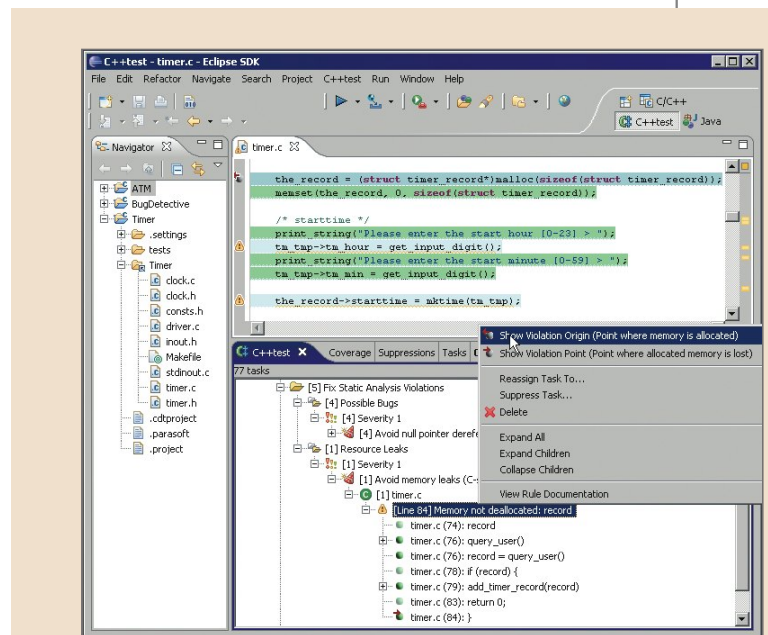 C++test - timer.c - Eclipse SDK
File Edit Refactor Navigate Search Project C++test Run Window Help
C/C++
C++test Java
Navigator
timer.c
ATM
BugDetective
Timer
.settings
tests
Timer
clock.c
clock.h
consts.h
driver.c
inout.h
Makefile
stdinout.c
timer.c
timer.h
.cdtproject
.parasoft
.project
the_record = (struct timer_record*)malloc(sizeof(struct timer_record));
memset(the_record, 0, sizeof(struct timer_record));
/* starttime */
print_string("Please enter the start hour [0-23] > ");
tm_tmp->tm_hour = get_input_digit();
print_string("Please enter the start minute [0-59] > ");
tm_tmp->tm_min = get_input_digit();
the_record->starttime = mktime(tm_tmp);
C++test Coverage Suppressions Tasks
77 tasks
[5] Fix Static Analysis Violations
[4] Possible Bugs
[4] Severity 1
[4] Avoid null pointer derefe
[1] Resource Leaks
[1] Severity 1
[1] Avoid memory leaks (C-s
[1] timer.c
[Line 84] Memory not deallocated: record
timer.c (74): record
timer.c (76): query_user()
timer.c (76): record = query_user()
timer.c (78): if (record) {
timer.c (79): add_timer_record(record)
timer.c (83): return 0;
timer.c (84): }
Show Violation Origin (Point where memory is allocated)
Show Violation Point (Point where allocated memory is lost)
Reassign Task To...
Suppress Task...
Delete
Expand All
Expand Children
Collapse Children
View Rule Documentation